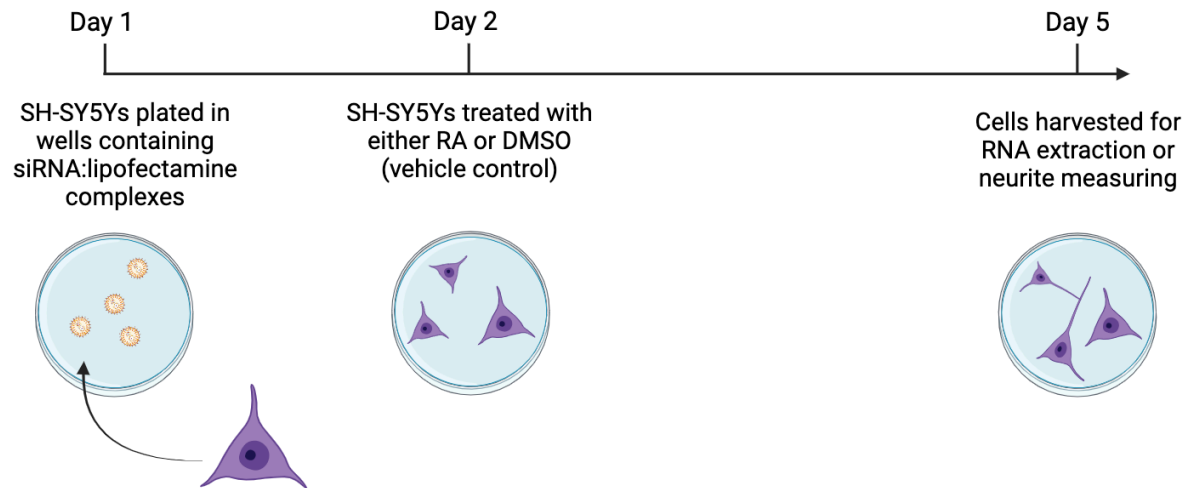 Day 1
Day 2
Day 5
SH-SY5Ys plated in
wells containing
siRNA:lipofectamine
complexes
SH-SY5Ys treated with
either RA or DMSO
(vehicle control)
Cells harvested for
RNA extraction or
neurite measuring